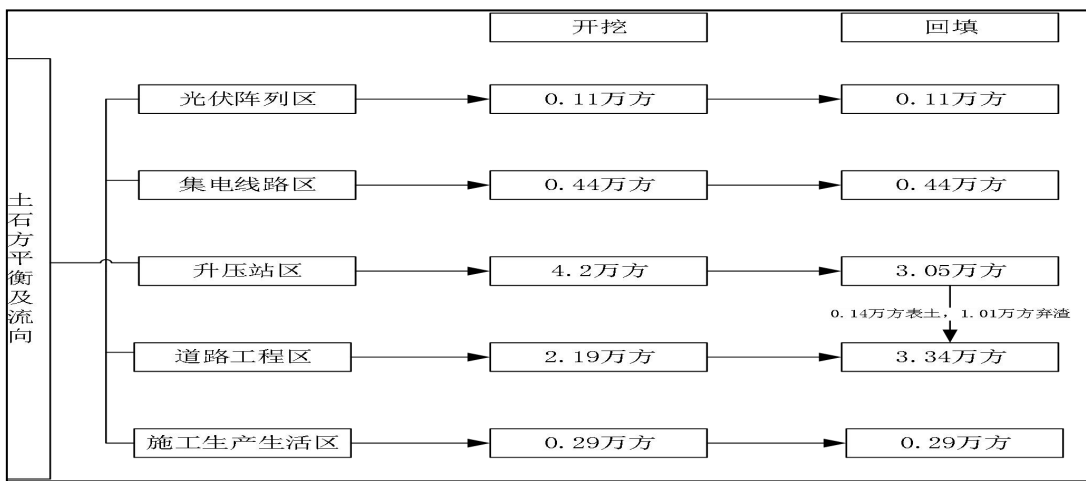 开挖
回填
土石方平衡及流向
光伏阵列区
0.11万方
0.11万方
集电线路区
0.44万方
0.44万方
升压站区
4.2万方
3.05万方
0.14万方表土，1.01万方弃渣
道路工程区
2.19万方
3.34万方
施工生产生活区
0.29万方
0.29万方